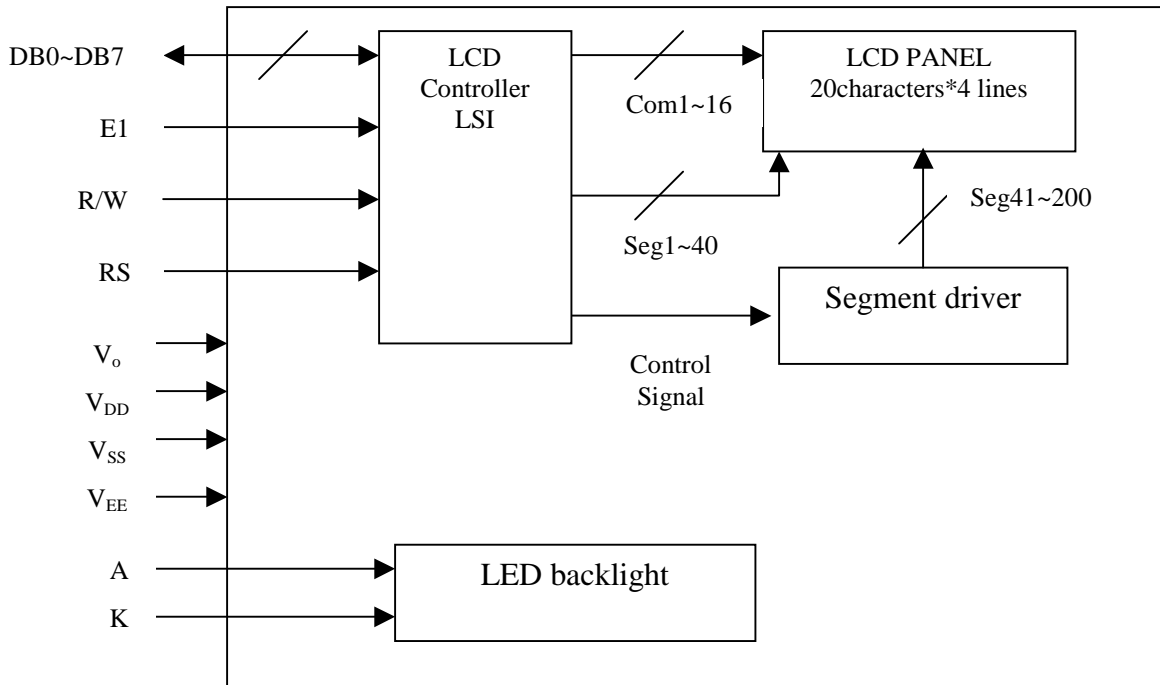 DB0~DB7
E1
R/W
RS
Vo
VDD
VSS
VEE
A
K
LCD
Controller
LSI
Com1~16
Seg1~40
Control
Signal
LCD PANEL
20characters*4 lines
Seg41~200
Segment driver
LED backlight